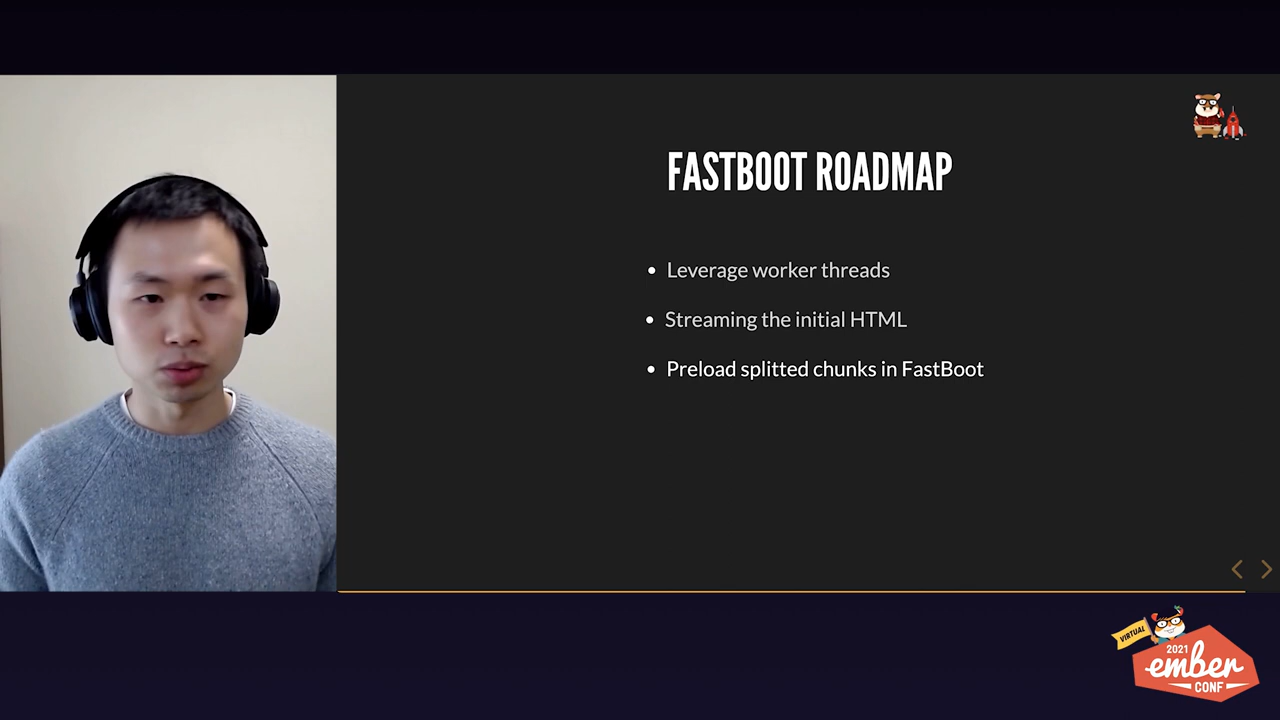 FASTBOOT ROADMAP
Leverage worker threads
Streaming the initial HTML
Preload splitted chunks in FastBoot
VIRTUAL
2021
ember
CONF